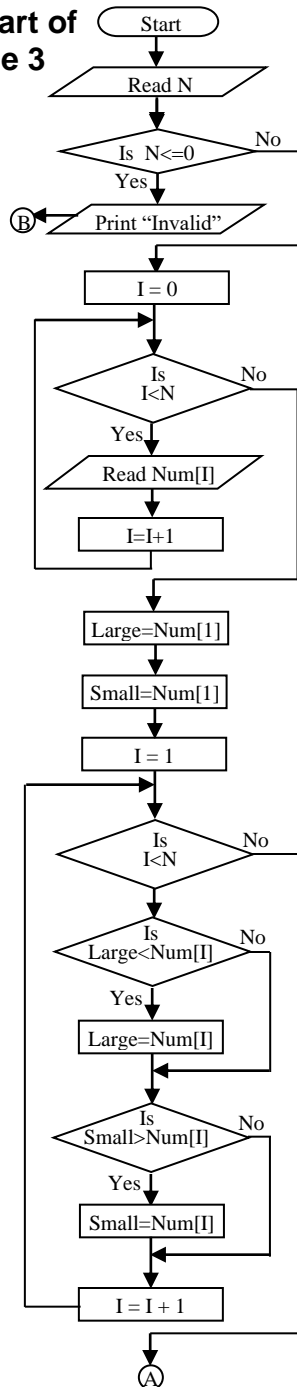 art of
e 3
Start
Read N
Is N<=0
No
Yes
B
Print “Invalid”
I = 0
Is
I<N
No
Yes
Read Num[I]
I=I+1
Large=Num[1]
Small=Num[1]
I = 1
Is
I<N
No
Is
Large<Num[I]
No
Yes
Large=Num[I]
Is
Small>Num[I]
No
Yes
Small=Num[I]
I = I + 1
A